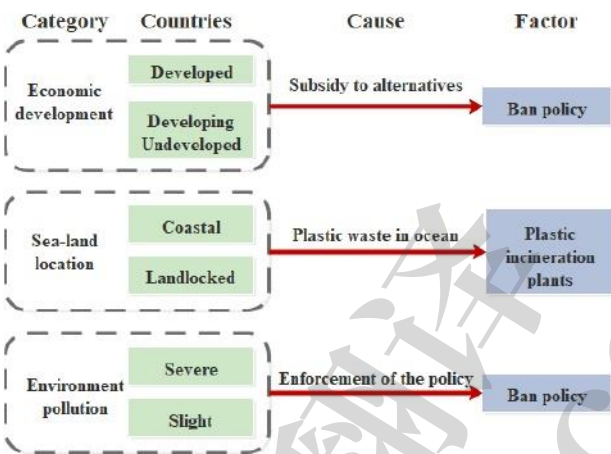 Category Countries Cause Factor
Economic
development
Developed
Developing
Undeveloped
Subsidy to alternatives
Ban policy
Sea-land
location
Coastal
Landlocked
Plastic waste in ocean
Plastic
incineration
plants
Environment
pollution
Severe
Slight
Enforcement of the policy
Ban policy